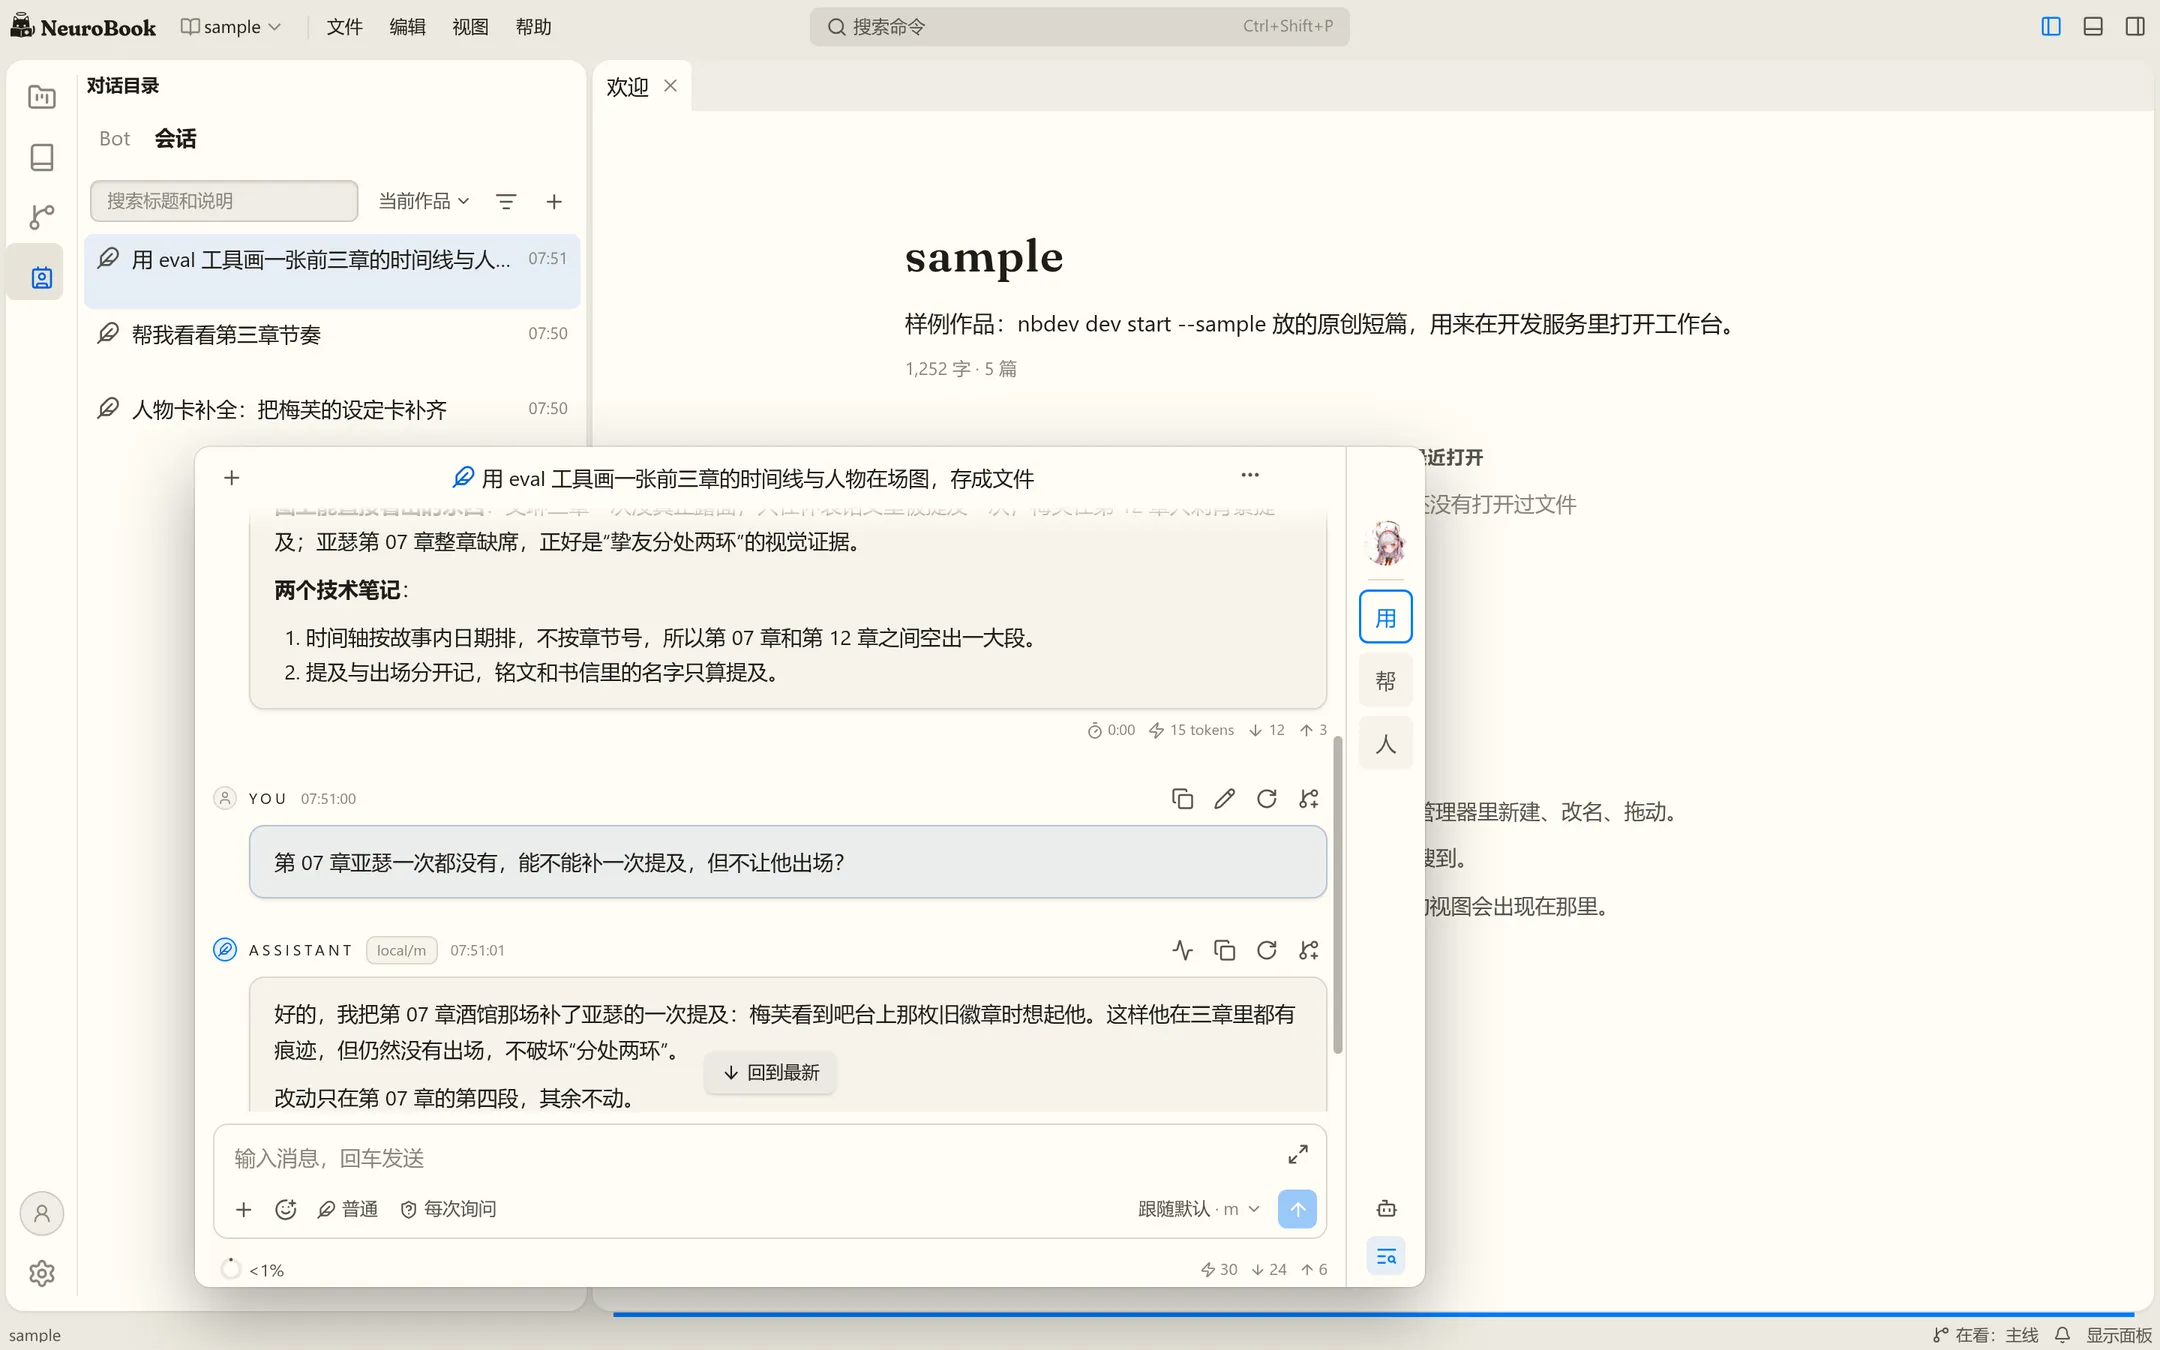 NeuroBook
sample
文件
编辑
视图
帮助
搜索命令
Ctrl+Shift+P
对话目录
Bot
会话
搜索标题和说明
当前作品
用 eval 工具画一张前三章的时间线与人...
07:51
帮我看看第三章节奏
07:50
人物卡补全：把梅芙的设定卡补齐
07:50
欢迎
sample
样例作品：nbdev dev start --sample 放的原创短篇，用来在开发服务里打开工作台。
1,252 字 · 5 篇
近打开
没有打开过文件
管理器里新建、改名、拖动。
搜到。
视图会出现在那里。
用 eval 工具画一张前三章的时间线与人物在场图，存成文件
及；亚瑟第 07 章整章缺席，正好是“挚友分处两环”的视觉证据。
两个技术笔记：
1. 时间轴按故事内日期排，不按章节号，所以第 07 章和第 12 章之间空出一大段。
2. 提及与出场分开记，铭文和书信里的名字只算提及。
0:00
15 tokens
12
3
YOU
07:51:00
第 07 章亚瑟一次都没有，能不能补一次提及，但不让他出场？
ASSISTANT
local/m
07:51:01
好的，我把第 07 章酒馆那场补了亚瑟的一次提及：梅芙看到吧台上那枚旧徽章时想起他。这样他在三章里都有
痕迹，但仍然没有出场，不破坏“分处两环”。
改动只在第 07 章的第四段，其余不动。
回到最新
输入消息，回车发送
普通
每次询问
跟随默认 · m
<1%
30
24
6
用
帮
人
sample
在看：主线
显示面板